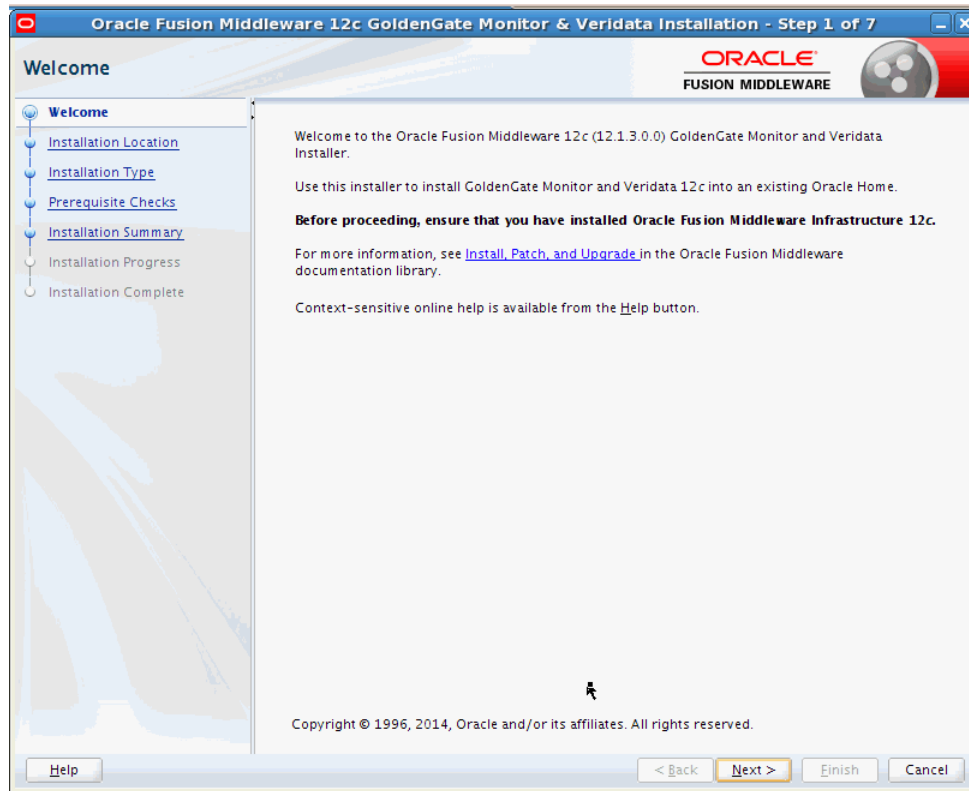 Oracle Fusion Middleware 12c GoldenGate Monitor & Veridata Installation - Step 1 of 7
Welcome
ORACLE
FUSION MIDDLEWARE
Welcome
Installation Location
Installation Type
Prerequisite Checks
Installation Summary
Installation Progress
Installation Complete
Welcome to the Oracle Fusion Middleware 12c (12.1.3.0.0) GoldenGate Monitor and Veridata
Installer.
Use this installer to install GoldenGate Monitor and Veridata 12c into an existing Oracle Home.
Before proceeding, ensure that you have installed Oracle Fusion Middleware Infrastructure 12c.
For more information, see Install, Patch, and Upgrade in the Oracle Fusion Middleware
documentation library.
Context-sensitive online help is available from the Help button.
Copyright © 1996, 2014, Oracle and/or its affiliates. All rights reserved.
Help
< Back
Next >
Finish
Cancel